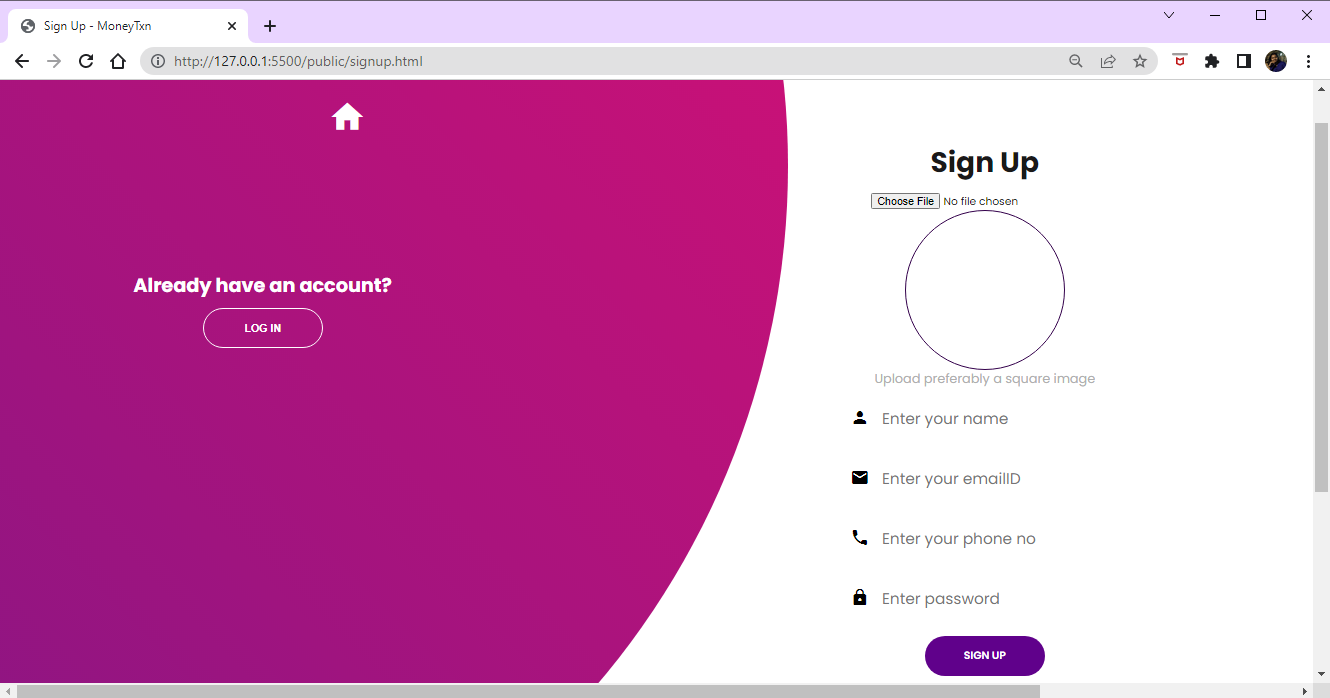 Sign Up - MoneyTxn
http://127.0.0.1:5500/public/signup.html
Already have an account?
LOG IN
Sign Up
Choose File No file chosen
Upload preferably a square image
Enter your name
Enter your emailID
Enter your phone no
Enter password
SIGN UP